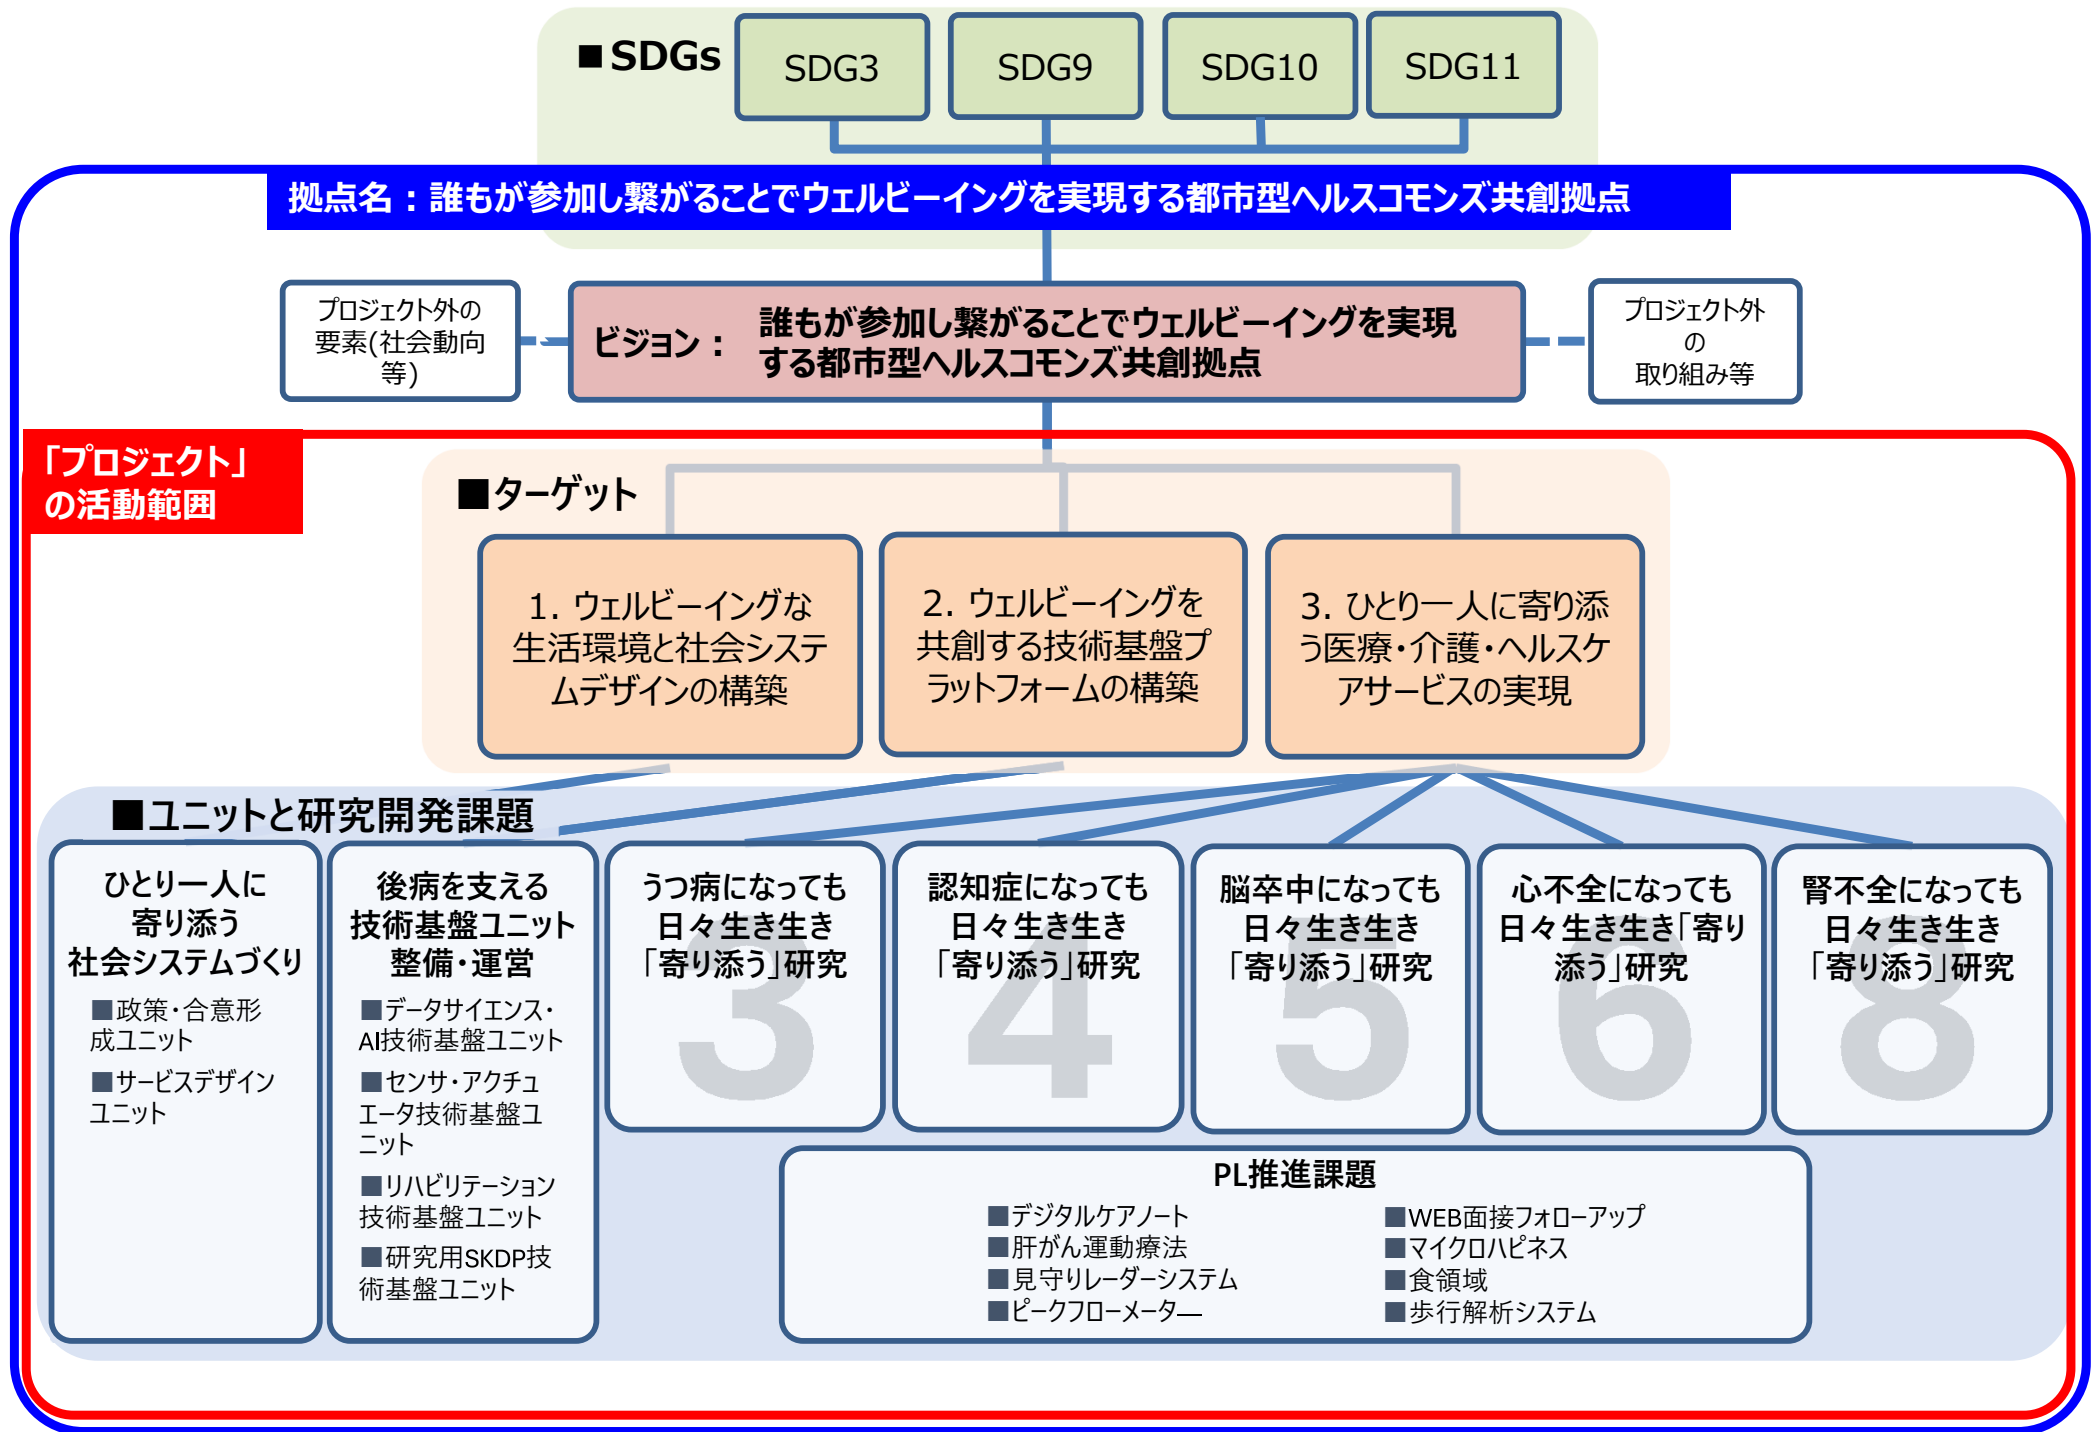 ■SDGs
SDG3
SDG9
SDG10
SDG11
拠点名：誰もが参加し繋がることでウェルビーイングを実現する都市型ヘルスコモンズ共創拠点
プロジェクト外の
要素(社会動向
等)
ビジョン：
誰もが参加し繋がることでウェルビーイングを実現
する都市型ヘルスコモンズ共創拠点
プロジェクト外
の
取り組み等
「プロジェクト」
の活動範囲
■ターゲット
1. ウェルビーイングな
生活環境と社会システ
ムデザインの構築
2. ウェルビーイングを
共創する技術基盤プ
ラットフォームの構築
3. ひとり一人に寄り添
う医療・介護・ヘルスケ
アサービスの実現
■ユニットと研究開発課題
ひとり一人に
寄り添う
社会システムづくり
■政策・合意形
成ユニット
■サービスデザイン
ユニット
後病を支える
技術基盤ユニット
整備・運営
■データサイエンス・
AI技術基盤ユニット
■センサ・アクチュ
エータ技術基盤ユ
ニット
■リハビリテーション
技術基盤ユニット
■研究用SKDP技
術基盤ユニット
3
うつ病になっても
日々生き生き
「寄り添う」研究
4
認知症になっても
日々生き生き
「寄り添う」研究
5
脳卒中になっても
日々生き生き
「寄り添う」研究
6
心不全になっても
日々生き生き「寄り
添う」研究
8
腎不全になっても
日々生き生き
「寄り添う」研究
PL推進課題
■デジタルケアノート
■肝がん運動療法
■見守りレーダーシステム
■ピークフローメーター
■WEB面接フォローアップ
■マイクロハピネス
■食領域
■歩行解析システム